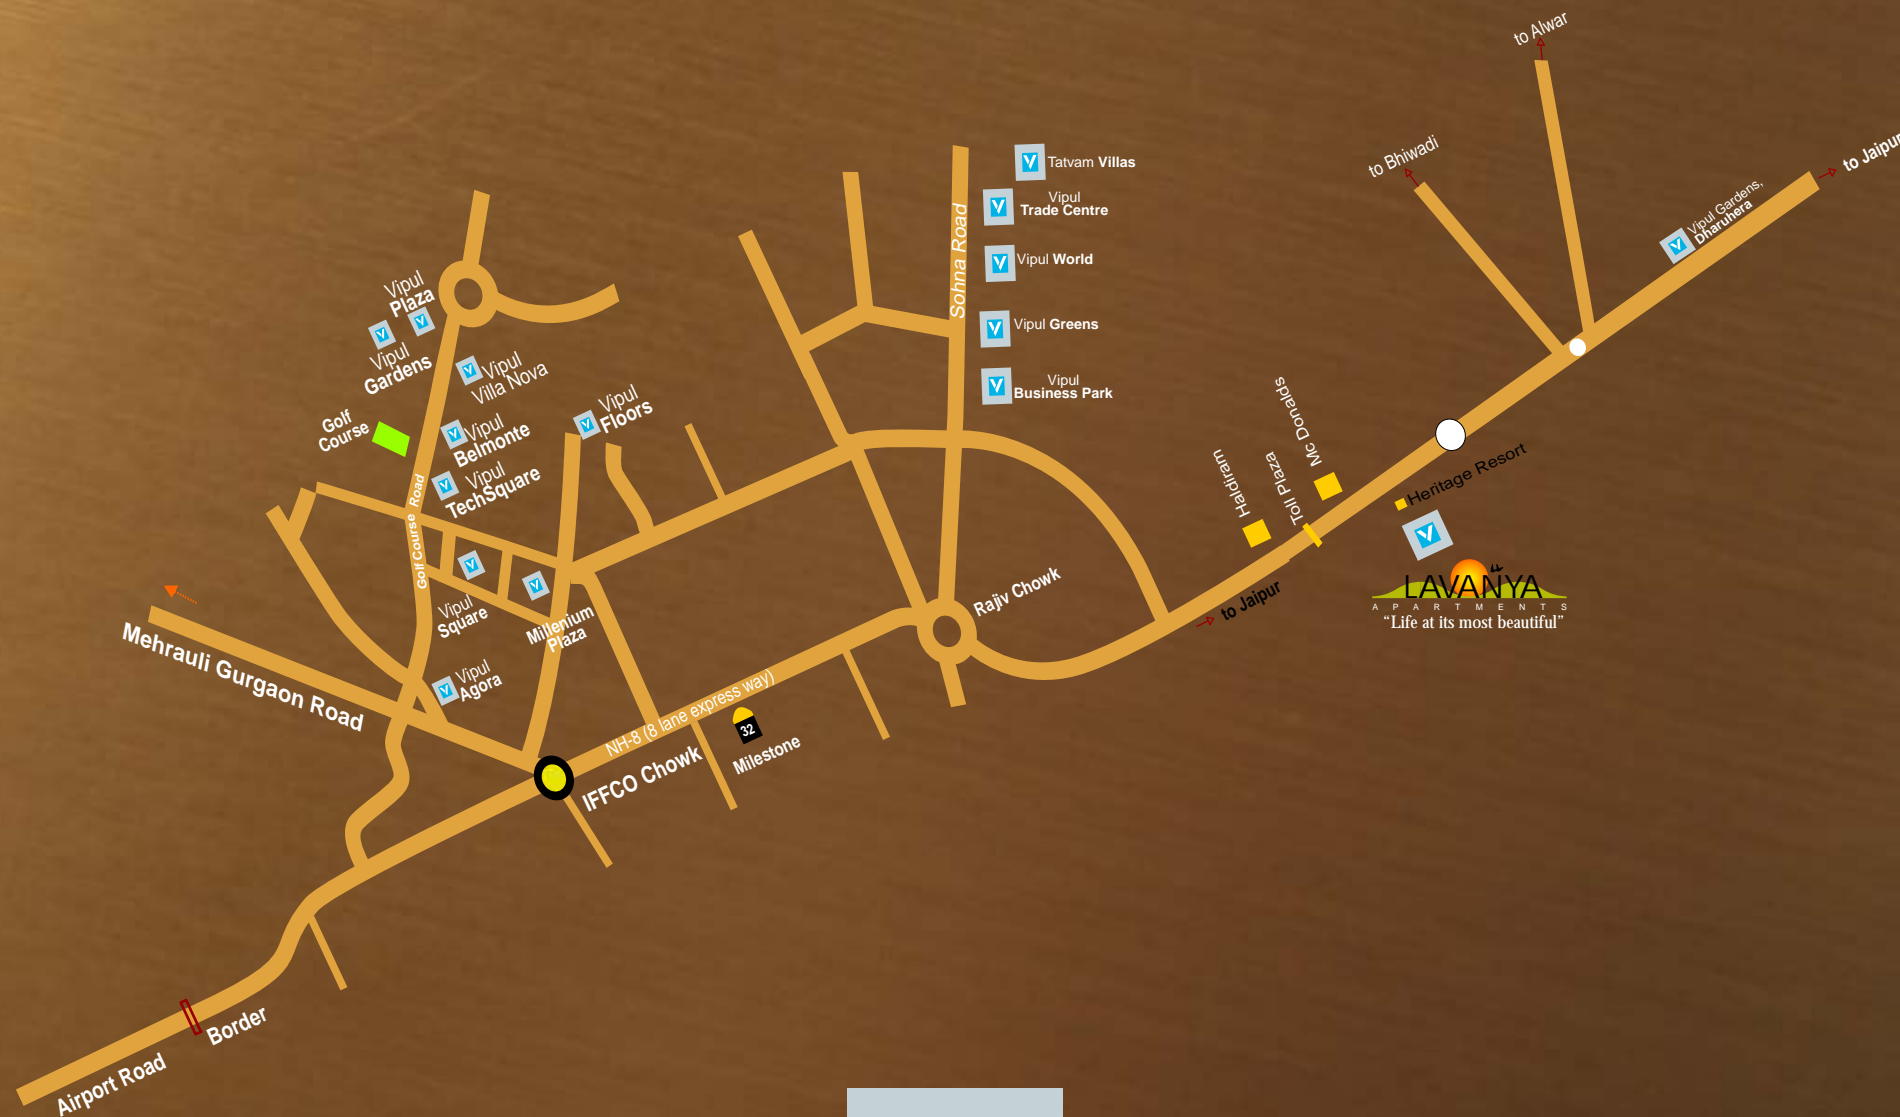 to Alwar
to Bhiwadi
to Jaipur
Vipul Gardens,
Dharuhera
Tatvam Villas
Vipul
Trade Centre
Vipul World
Vipul Greens
Vipul
Business Park
Sohna Road
Vipul
Plaza
Vipul
Gardens
Vipul
Villa Nova
Golf
Course
Vipul
Belmonte
Vipul
TechSquare
Vipul
Floors
Golf Course Road
Vipul
Square
Millenium
Plaza
Vipul
Agora
Mehrauli Gurgaon Road
NH-8 (8 lane express way)
IFFCO Chowk
32
Milestone
Rajiv Chowk
to Jaipur
Haldiram
Toll Plaza
Mc Donalds
Heritage Resort
LAVANYA
APARTMENTS
“Life at its most beautiful”
Border
Airport Road